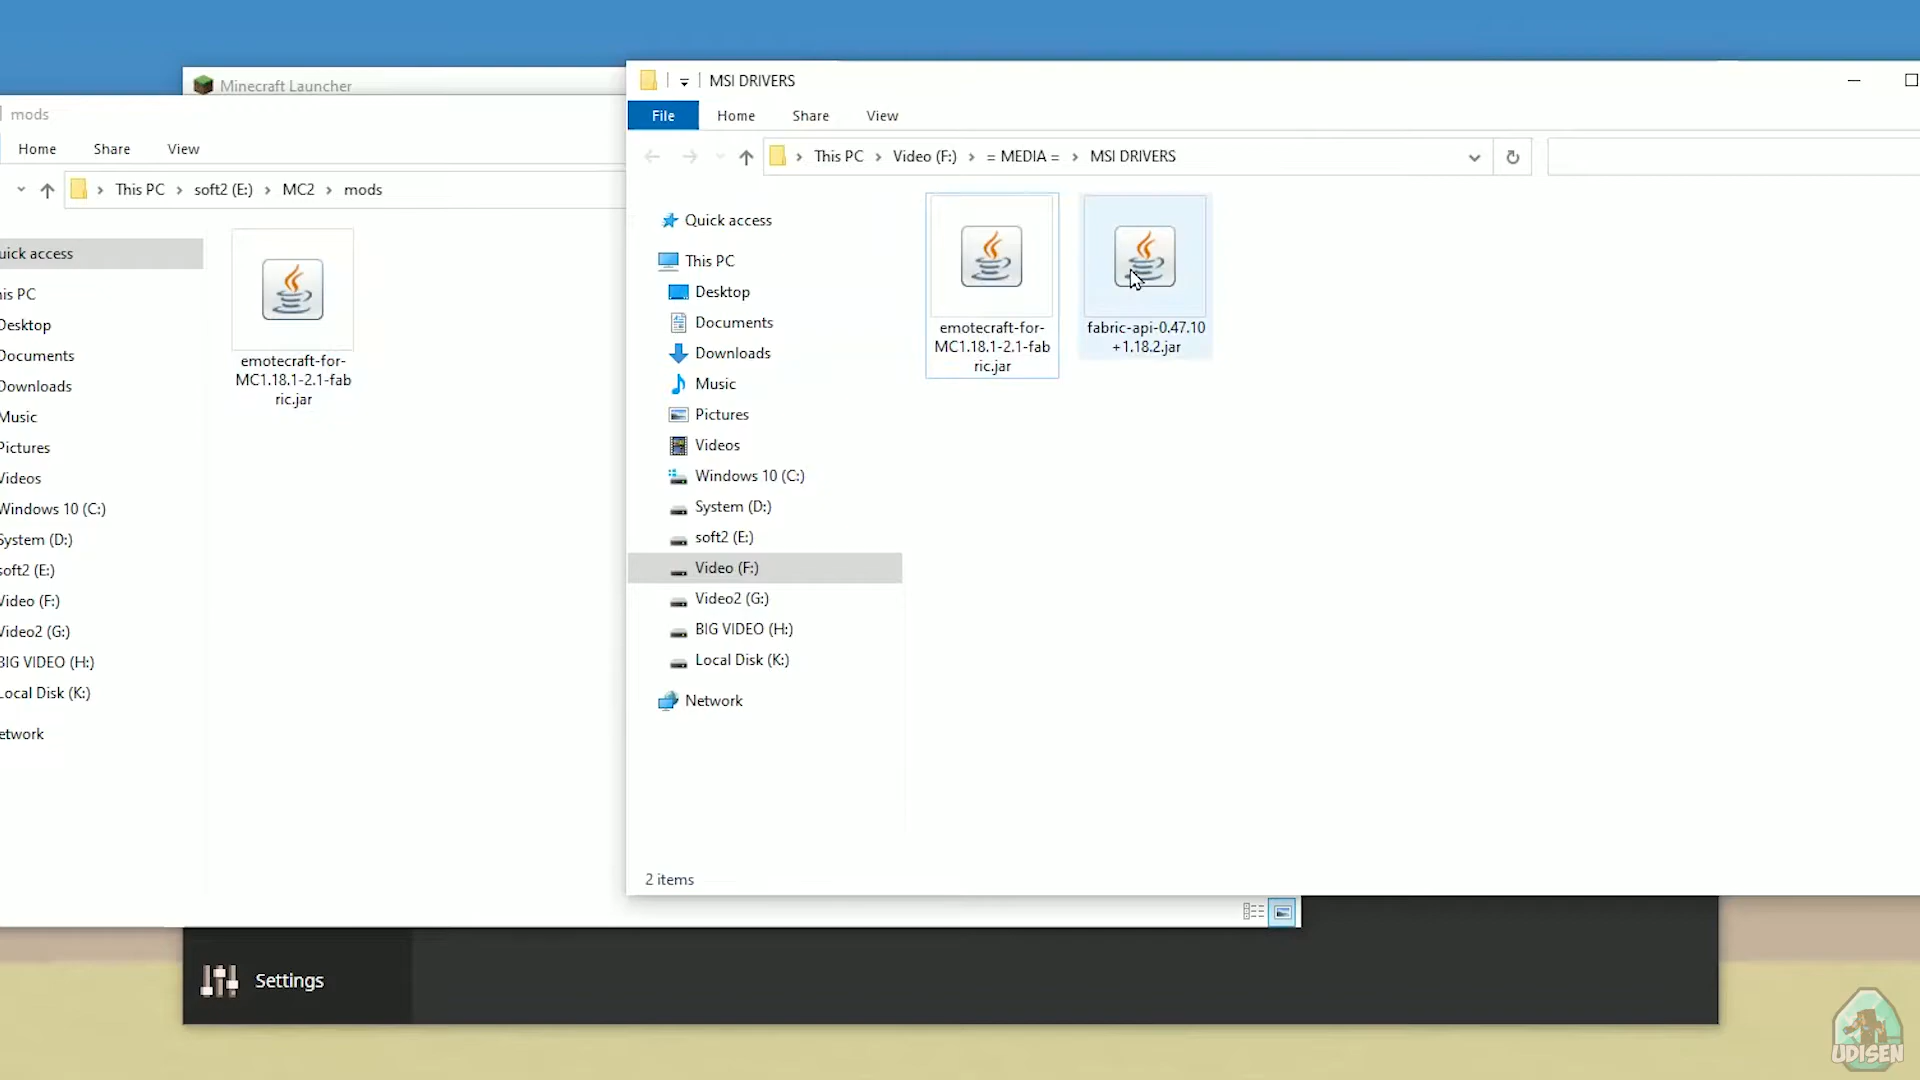 Minecraft Launcher
mods
Home
Share
View
This PC
soft2 (E:)
MC2
mods
uick access
is PC
Desktop
Documents
Downloads
Music
Pictures
Videos
Windows 10 (C:)
System (D:)
soft2 (E:)
Video (F:)
Video2 (G:)
BIG VIDEO (H:)
Local Disk (K:)
etwork
emotecraft-for-
MC1.18.1-2.1-fab
ric.jar
MSI DRIVERS
File
Home
Share
View
This PC
Video (F:)
= MEDIA =
MSI DRIVERS
Quick access
This PC
Desktop
Documents
Downloads
Music
Pictures
Videos
Windows 10 (C:)
System (D:)
soft2 (E:)
Video (F:)
Video2 (G:)
BIG VIDEO (H:)
Local Disk (K:)
Network
emotecraft-for-
MC1.18.1-2.1-fab
ric.jar
fabric-api-0.47.10
+1.18.2.jar
2 items
Settings
UDISEN